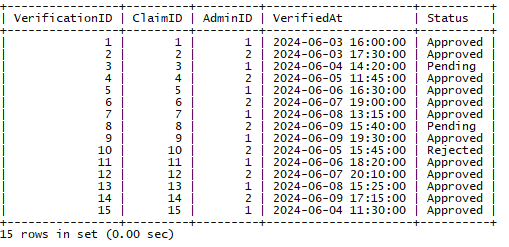 +----------------+---------+---------+---------------------+----------+
| VerificationID | ClaimID | AdminID | VerifiedAt          | Status   |
+----------------+---------+---------+---------------------+----------+
|              1 |       1 |       1 | 2024-06-03 16:00:00 | Approved |
|              2 |       2 |       2 | 2024-06-03 17:30:00 | Approved |
|              3 |       3 |       1 | 2024-06-04 14:20:00 | Pending  |
|              4 |       4 |       2 | 2024-06-05 11:45:00 | Approved |
|              5 |       5 |       1 | 2024-06-06 16:30:00 | Approved |
|              6 |       6 |       2 | 2024-06-07 19:00:00 | Approved |
|              7 |       7 |       1 | 2024-06-08 13:15:00 | Approved |
|              8 |       8 |       2 | 2024-06-09 15:40:00 | Pending  |
|              9 |       9 |       1 | 2024-06-09 19:30:00 | Approved |
|             10 |      10 |       2 | 2024-06-05 15:45:00 | Rejected |
|             11 |      11 |       1 | 2024-06-06 18:20:00 | Approved |
|             12 |      12 |       2 | 2024-06-07 20:10:00 | Approved |
|             13 |      13 |       1 | 2024-06-08 15:25:00 | Approved |
|             14 |      14 |       2 | 2024-06-09 17:15:00 | Approved |
|             15 |      15 |       1 | 2024-06-04 11:30:00 | Approved |
+----------------+---------+---------+---------------------+----------+
15 rows in set (0.00 sec)